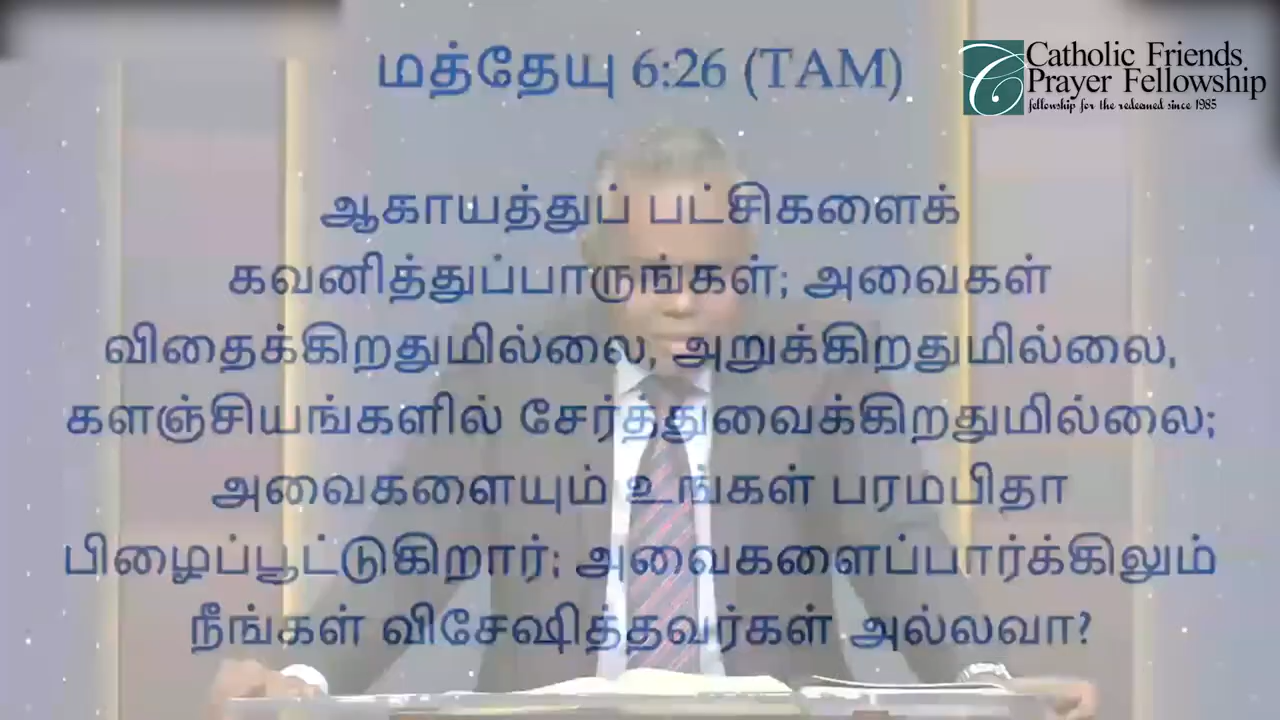 மத்தேயு 6:26 (TAM)
Catholic Friends
Prayer Fellowship
fellowship for the redeemed since 1985
ஆகாயத்துப் பட்சிகளைக்
கவனித்துப்பாருங்கள்; அவைகள்
விதைக்கிறதுமில்லை, அறுக்கிறதுமில்லை,
களஞ்சியங்களில் சேர்த்துவைக்கிறதுமில்லை;
அவைகளையும் உங்கள் பரம்பிதா
பிழைப்பூட்டுகிறார்; அவைகளைப்பார்க்கிலும்
நீங்கள் விசேஷித்தவர்கள் அல்லவா?